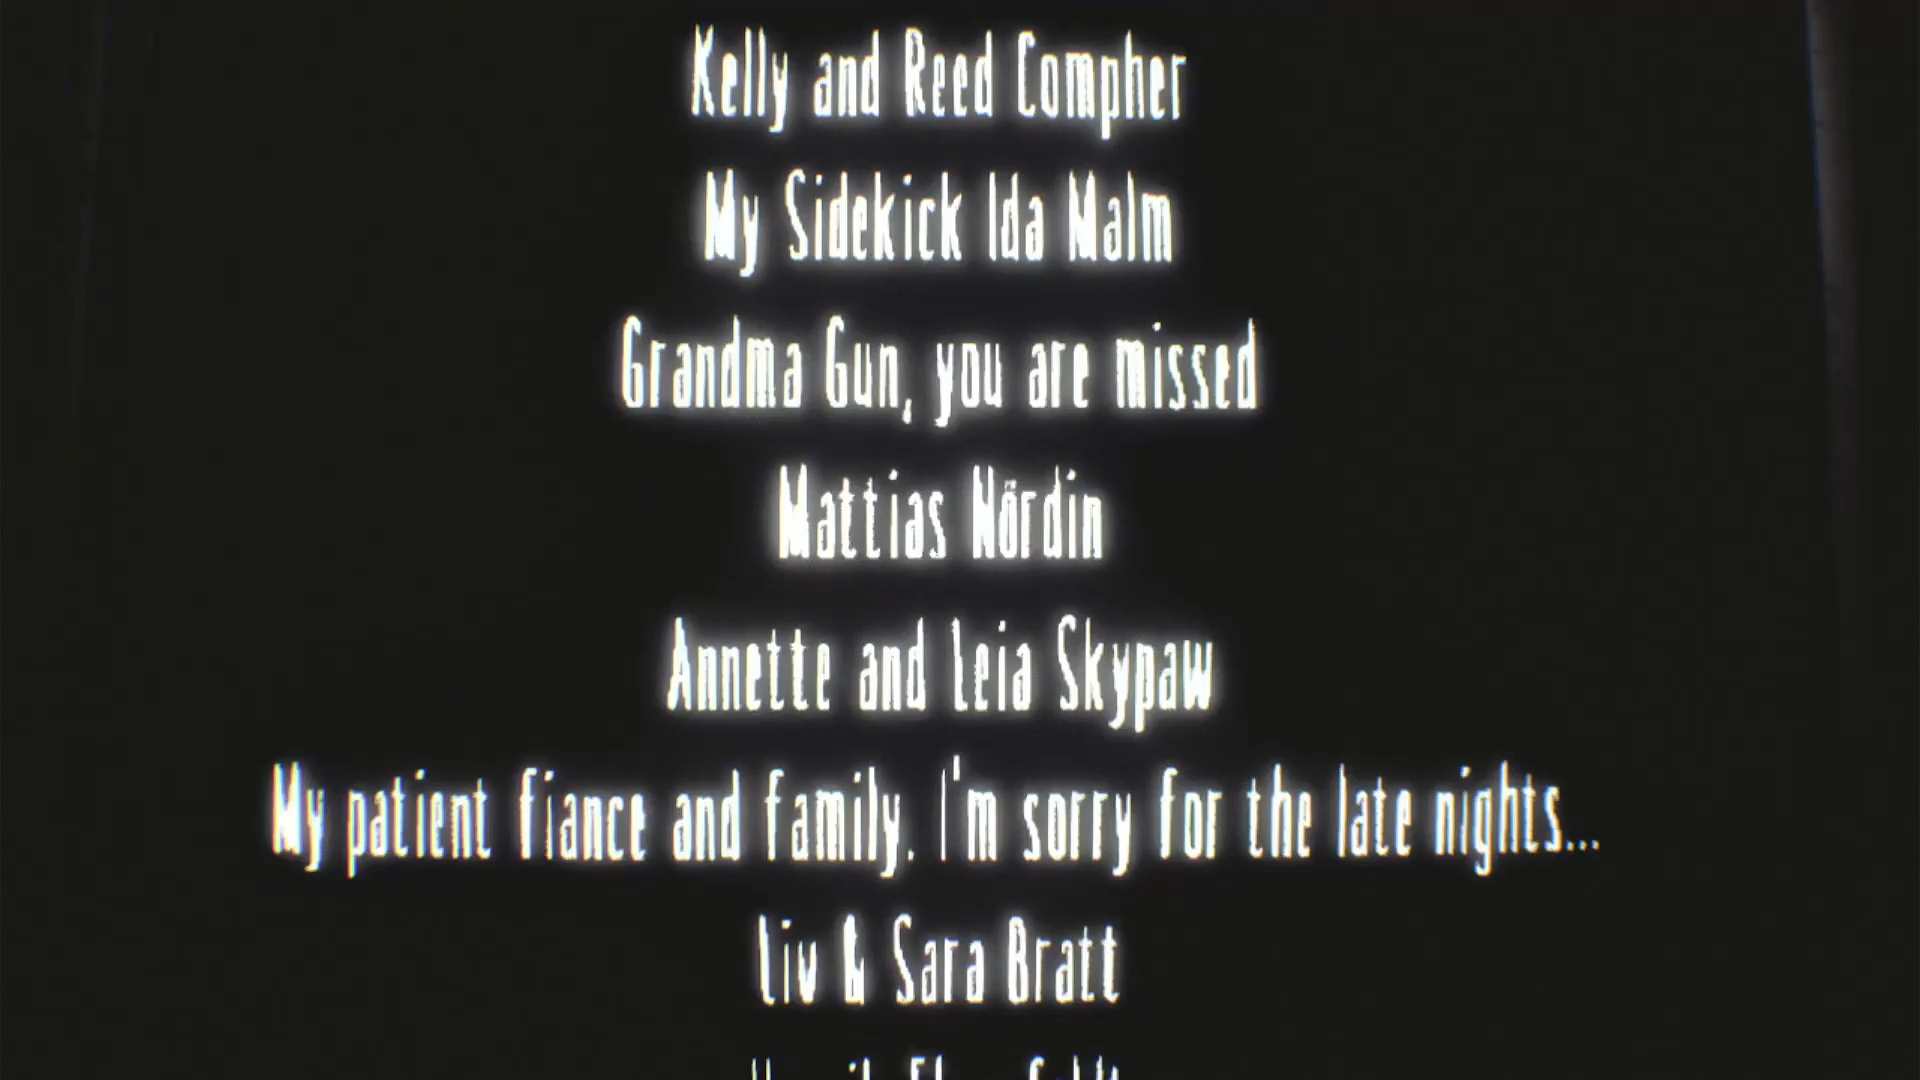 Kelly and Reed Compher
My Sidekick Ida Malm
Grandma Gun, you are missed
Mattias Nördin
Annette and Leia Skypaw
My patient fiance and family. I'm sorry for the late nights...
Liv & Sara Bratt